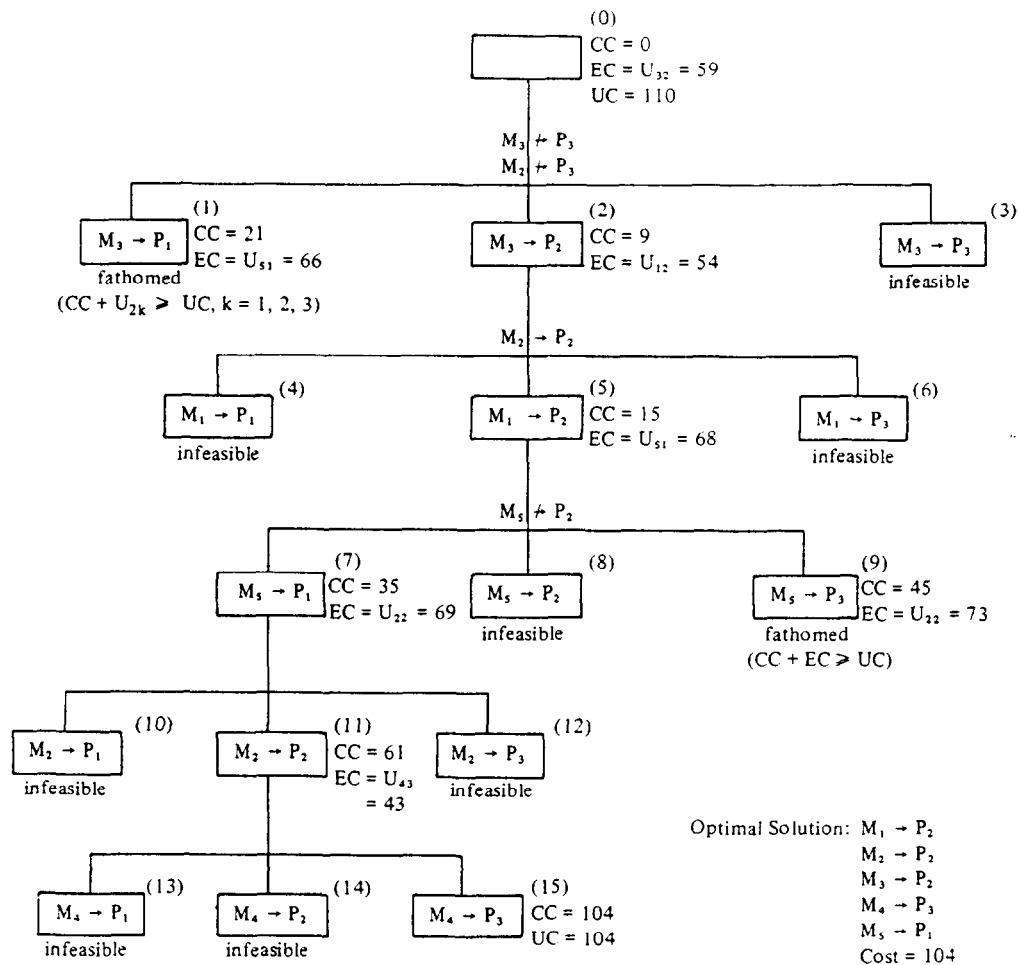 (0)
CC = 0
EC = U₃₂ = 59
UC = 110
M₃ ↛ P₃
M₂ ↛ P₃
(1)
M₃ → P₁
CC = 21
EC = U₅₁ = 66
fathomed
(CC + U₂ₖ ⩾ UC, k = 1, 2, 3)
(2)
M₃ → P₂
CC = 9
EC = U₁₂ = 54
(3)
M₃ → P₃
infeasible
M₂ → P₂
(4)
M₁ → P₁
infeasible
(5)
M₁ → P₂
CC = 15
EC = U₅₁ = 68
(6)
M₁ → P₃
infeasible
M₅ ↛ P₂
(7)
M₅ → P₁
CC = 35
EC = U₂₂ = 69
(8)
M₅ → P₂
infeasible
(9)
M₅ → P₃
CC = 45
EC = U₂₂ = 73
fathomed
(CC + EC ⩾ UC)
(10)
M₂ → P₁
infeasible
(11)
M₂ → P₂
CC = 61
EC = U₄₃
= 43
(12)
M₂ → P₃
infeasible
(13)
M₄ → P₁
infeasible
(14)
M₄ → P₂
infeasible
(15)
M₄ → P₃
CC = 104
UC = 104
Optimal Solution: M₁ → P₂
M₂ → P₂
M₃ → P₂
M₄ → P₃
M₅ → P₁
Cost = 104